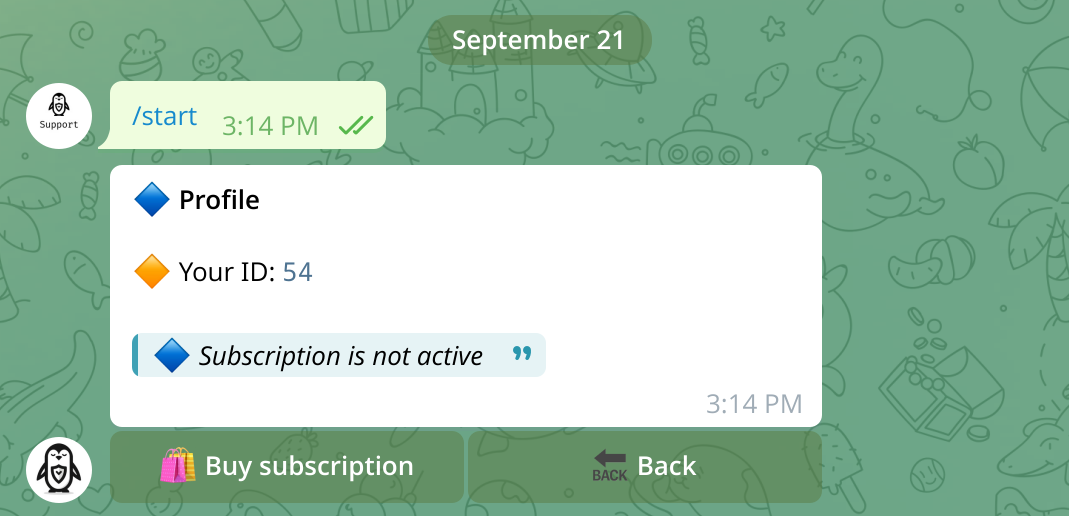 September 21
Support
/start 3:14 PM
🔷 Profile
🔶 Your ID: 54
🔷 Subscription is not active
3:14 PM
🛍️ Buy subscription
BACK Back